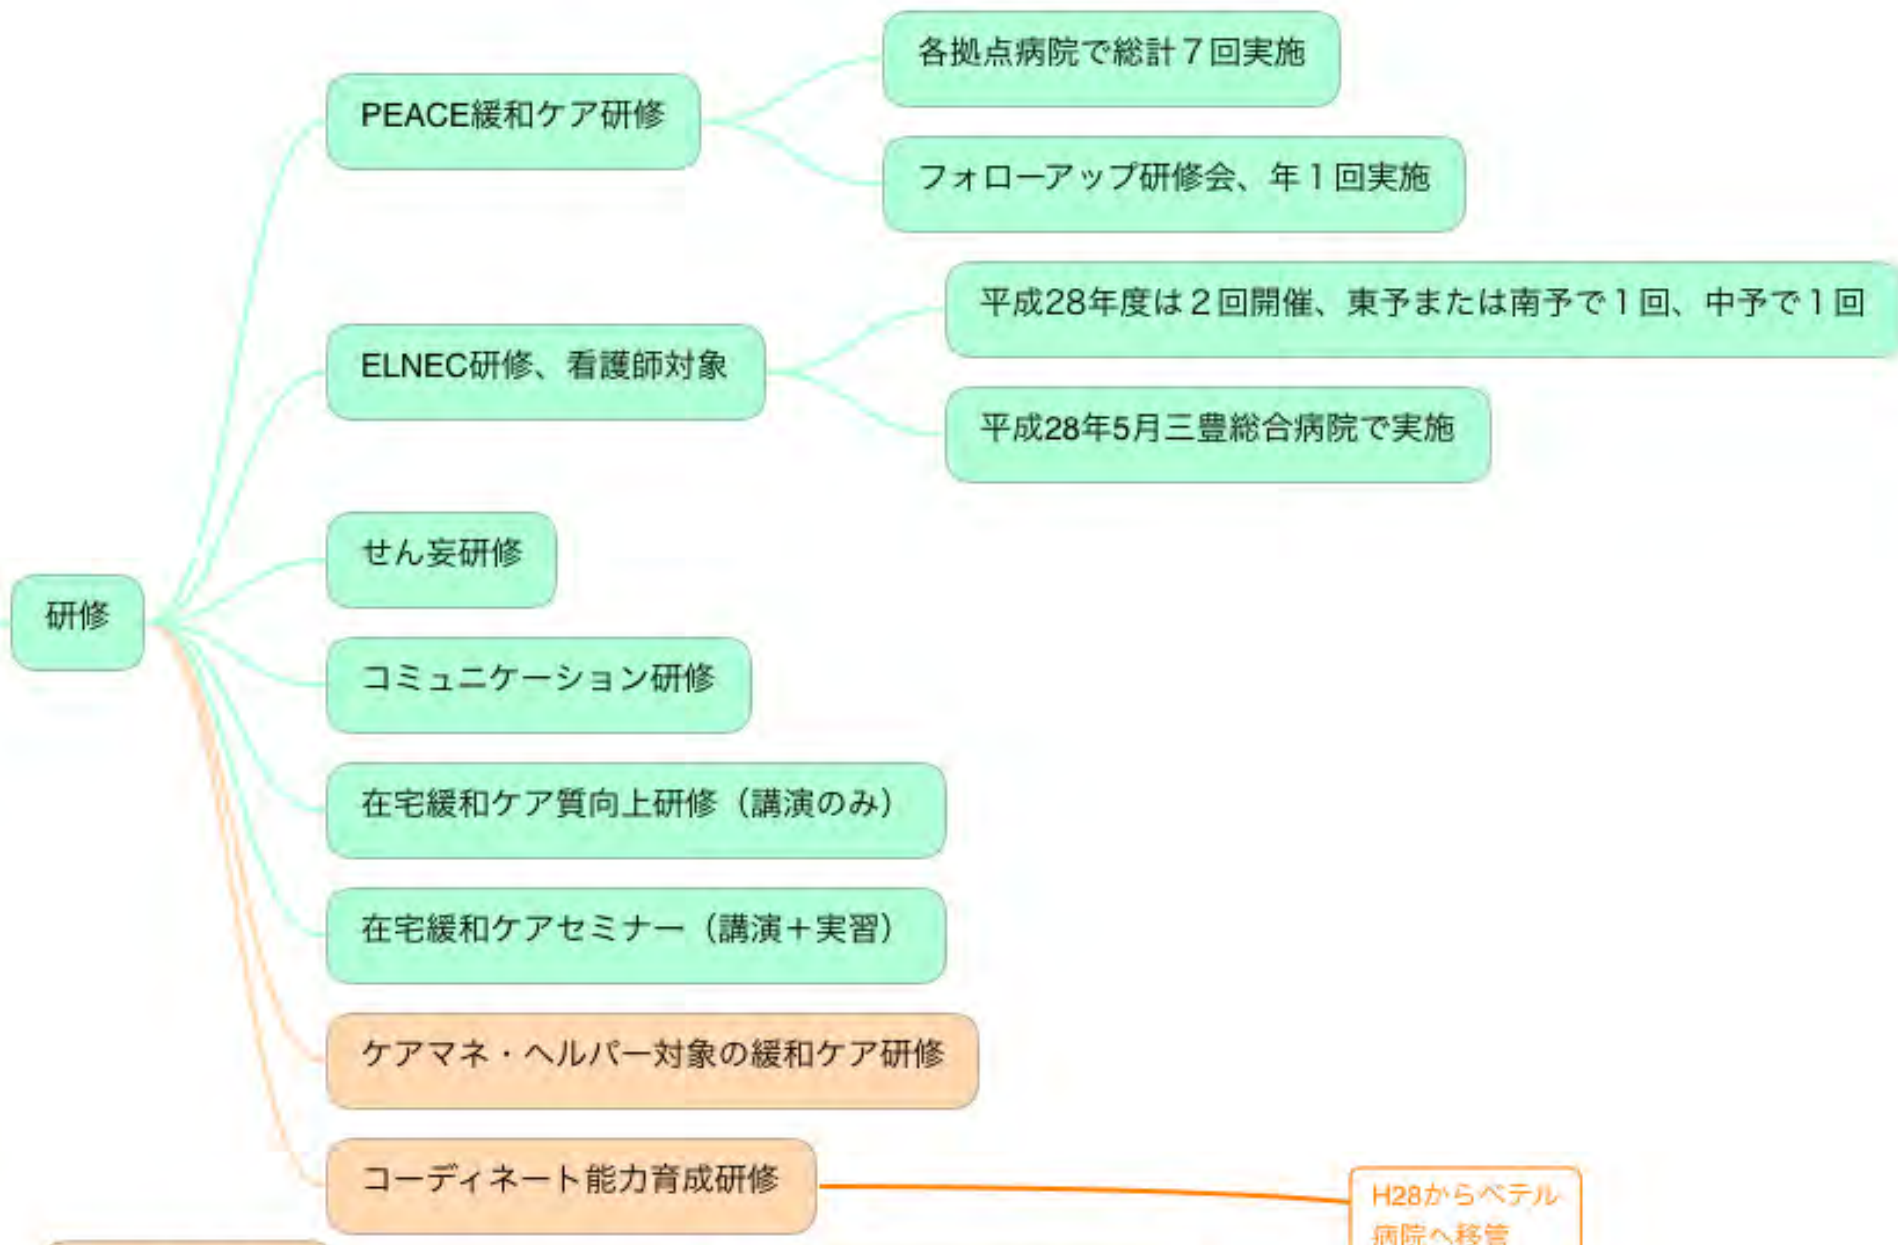 各拠点病院で総計７回実施
PEACE緩和ケア研修
フォローアップ研修会、年１回実施
平成28年度は２回開催、東予または南予で１回、中予で１回
ELNEC研修、看護師対象
平成28年5月三豊総合病院で実施
せん妄研修
研修
コミュニケーション研修
在宅緩和ケア質向上研修（講演のみ）
在宅緩和ケアセミナー（講演＋実習）
ケアマネ・ヘルパー対象の緩和ケア研修
コーディネート能力育成研修
H28からベテル
病院へ移管